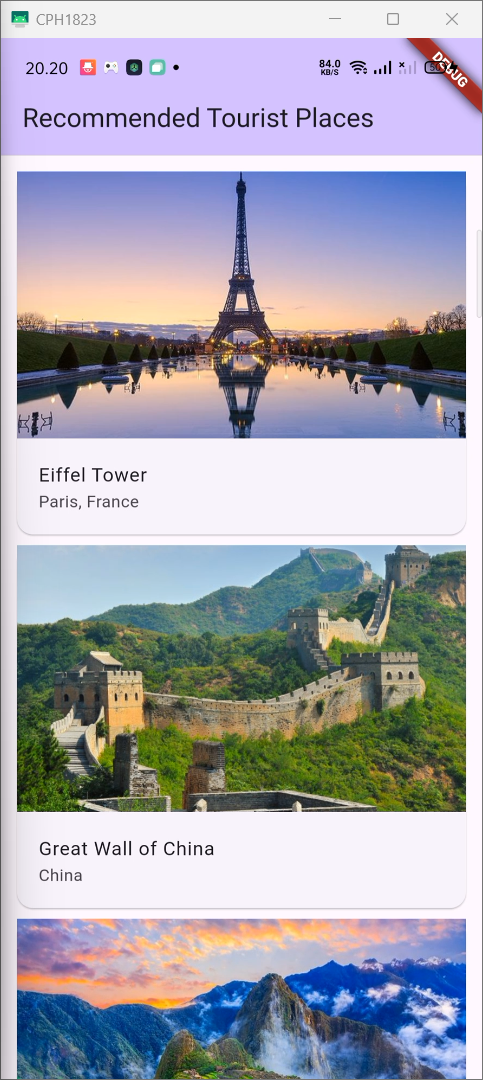 CPH1823
20.20
84.0
KB/S
DEBUG
Recommended Tourist Places
Eiffel Tower
Paris, France
Great Wall of China
China